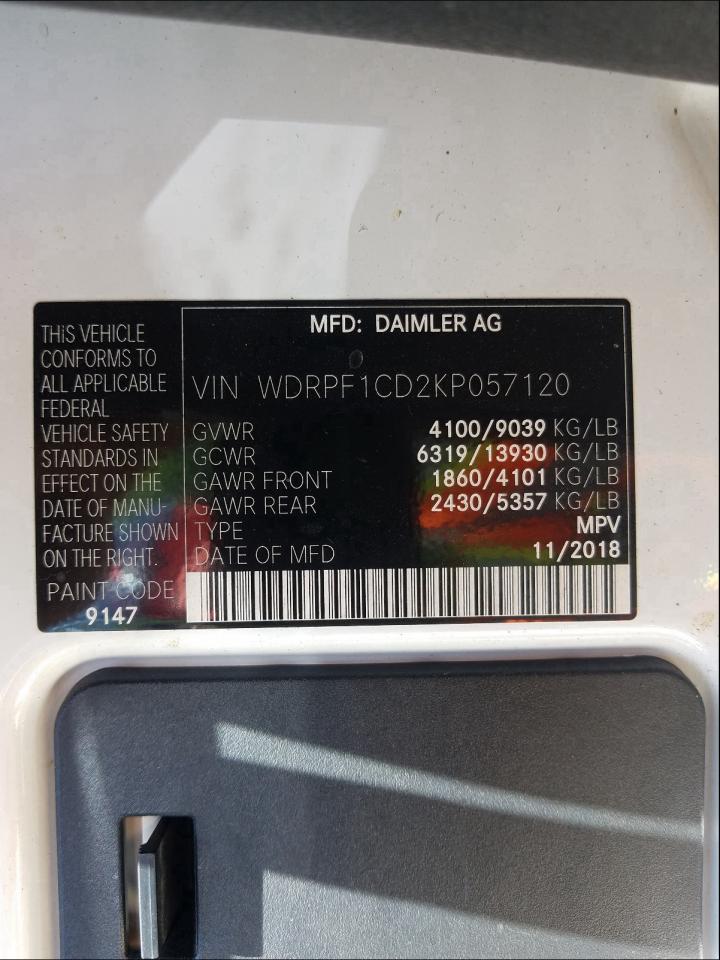 MFD: DAIMLER AG
THiS VEHICLE
CONFORMS TO
ALL APPLICABLE
FEDERAL
VEHICLE SAFETY
STANDARDS IN
EFFECT ON THE
DATE OF MANU-
FACTURE SHOWN
ON THE RIGHT.
PAINT CODE
9147
VIN WDRPF1CD2KP057120
GVWR 4100/9039 KG/LB
GCWR 6319/13930 KG/LB
GAWR FRONT 1860/4101 KG/LB
GAWR REAR 2430/5357 KG/LB
TYPE MPV
DATE OF MFD 11/2018